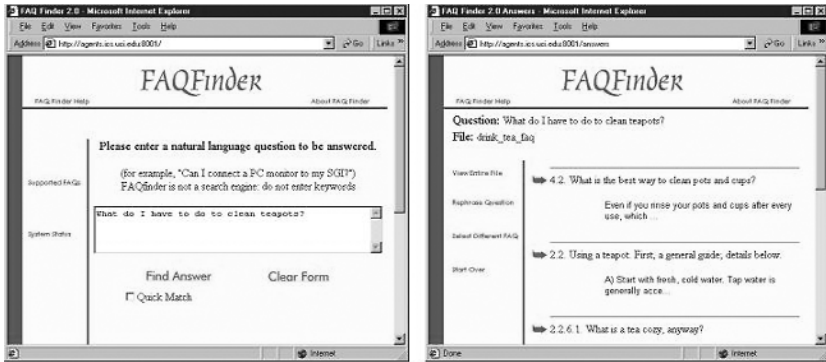 FAQ Finder 2.0 - Microsoft Internet Explorer
File Edit View Favorites Tools Help
Address http://agents.ics.uci.edu:8001/ Go Links »
FAQFinder
FAQ Finder Help About FAQ Finder
Please enter a natural language question to be answered.
(for example, "Can I connect a PC monitor to my SGI?")
FAQfinder is not a search engine: do not enter keywords
Supported FAQs
What do I have to do to clean teapots?
System Status
Find Answer Clear Form
Quick Match
Internet
FAQ Finder 2.0 Answers - Microsoft Internet Explorer
File Edit View Favorites Tools Help
Address http://agents.ics.uci.edu:8001/answers Go Links »
FAQFinder
FAQ Finder Help About FAQ Finder
Question: What do I have to do to clean teapots?
File: drink_tea_faq
View Entire File
Rephrase Question
Select Different FAQ
Start Over
4.2. What is the best way to clean pots and cups?
Even if you rinse your pots and cups after every
use, which ...
2.2. Using a teapot. First, a general guide; details below.
A) Start with fresh, cold water. Tap water is
generally acce...
2.2.6.1. What is a tea cozy, anyway?
Done Internet